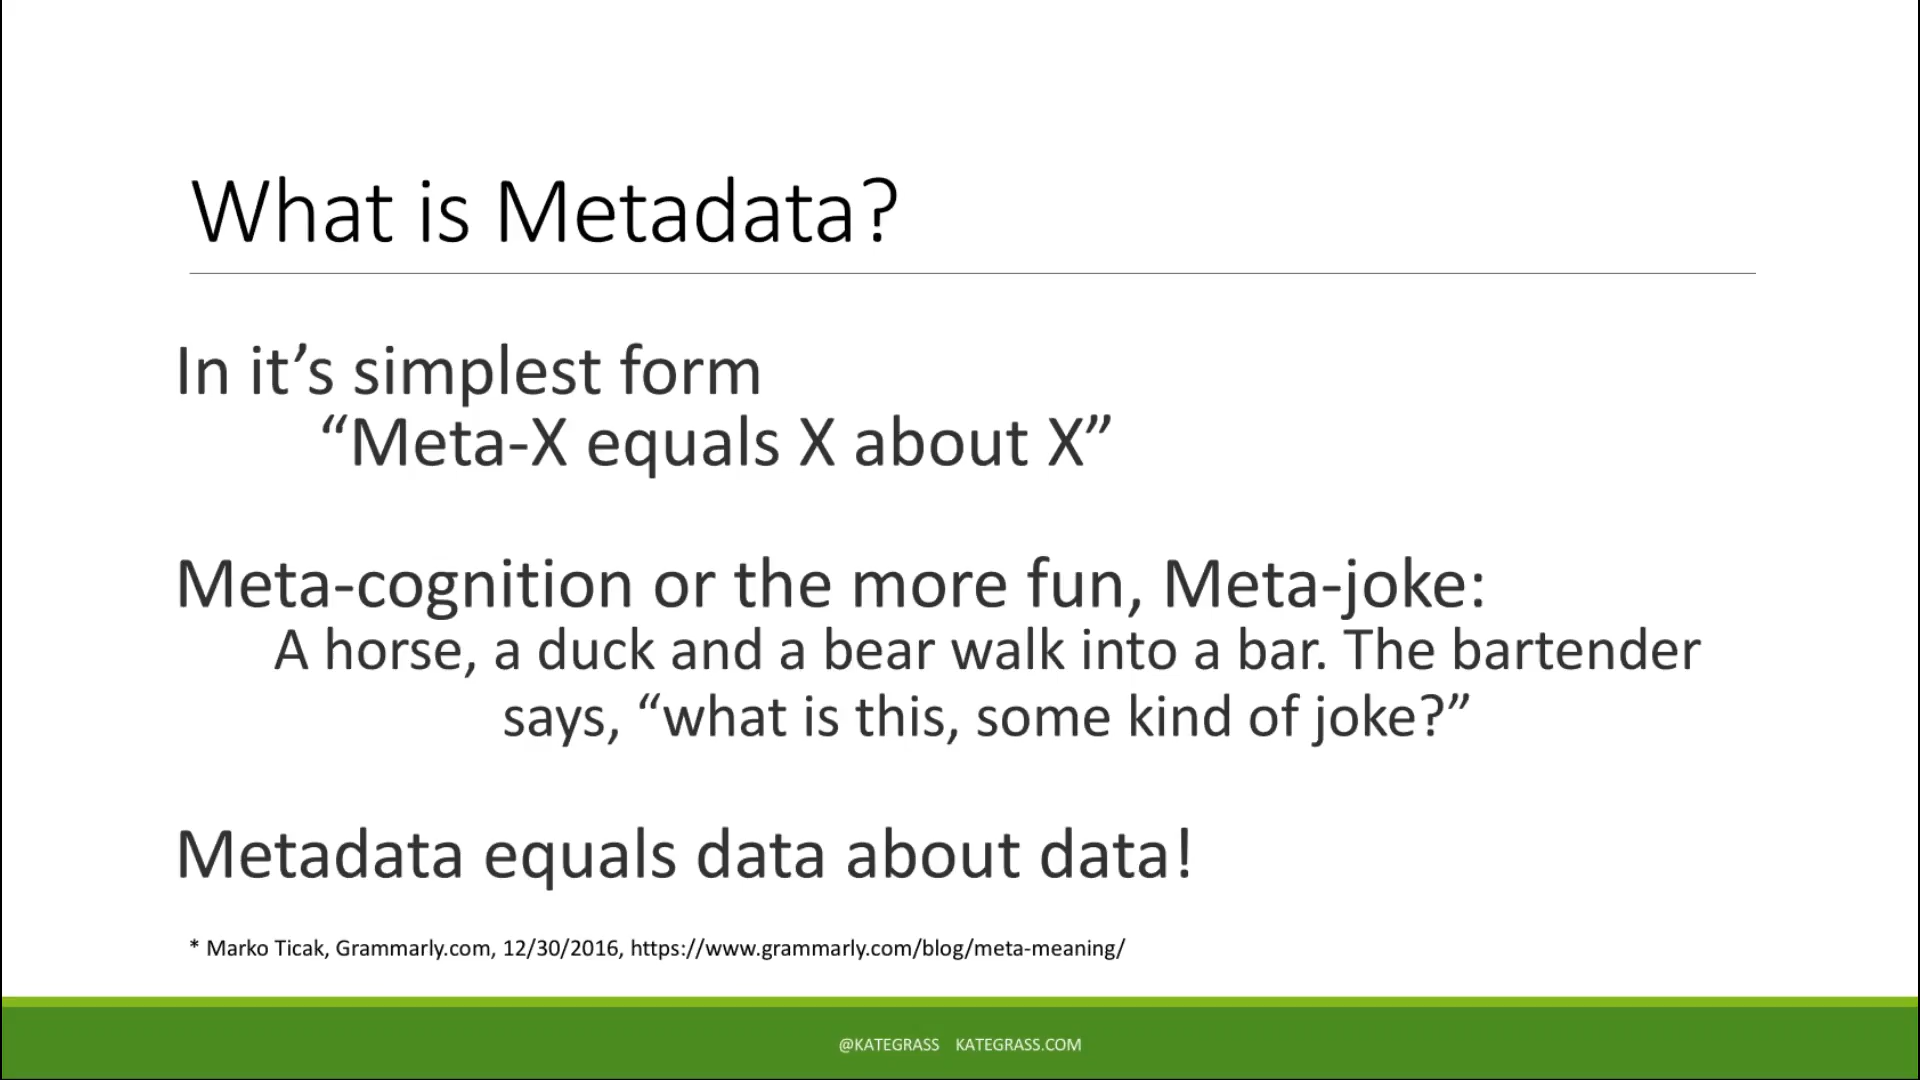 What is Metadata?
In it’s simplest form
“Meta-X equals X about X”
Meta-cognition or the more fun, Meta-joke:
A horse, a duck and a bear walk into a bar. The bartender
says, “what is this, some kind of joke?”
Metadata equals data about data!
* Marko Ticak, Grammarly.com, 12/30/2016, https://www.grammarly.com/blog/meta-meaning/
@KATEGRASS KATEGRASS.COM